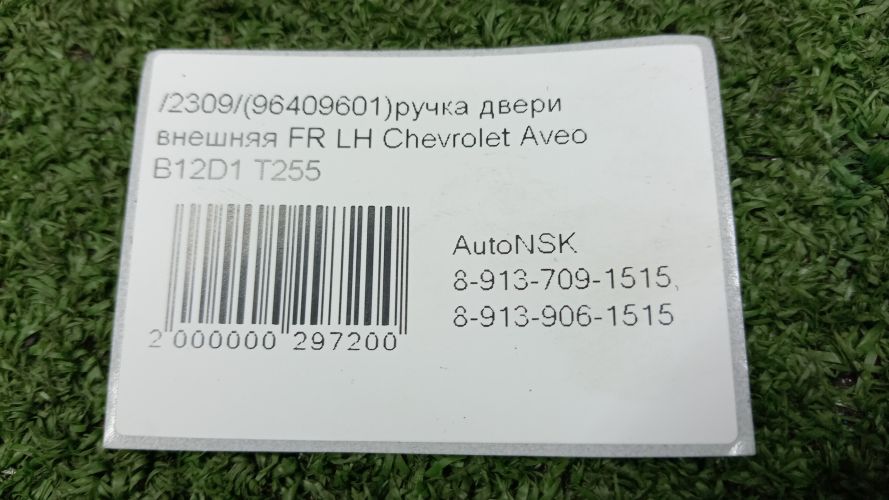 /2309/(96409601)ручка двери
внешняя FR LH Chevrolet Aveo
B12D1 T255
AutoNSK
8-913-709-1515,
8-913-906-1515
2 000000 297200